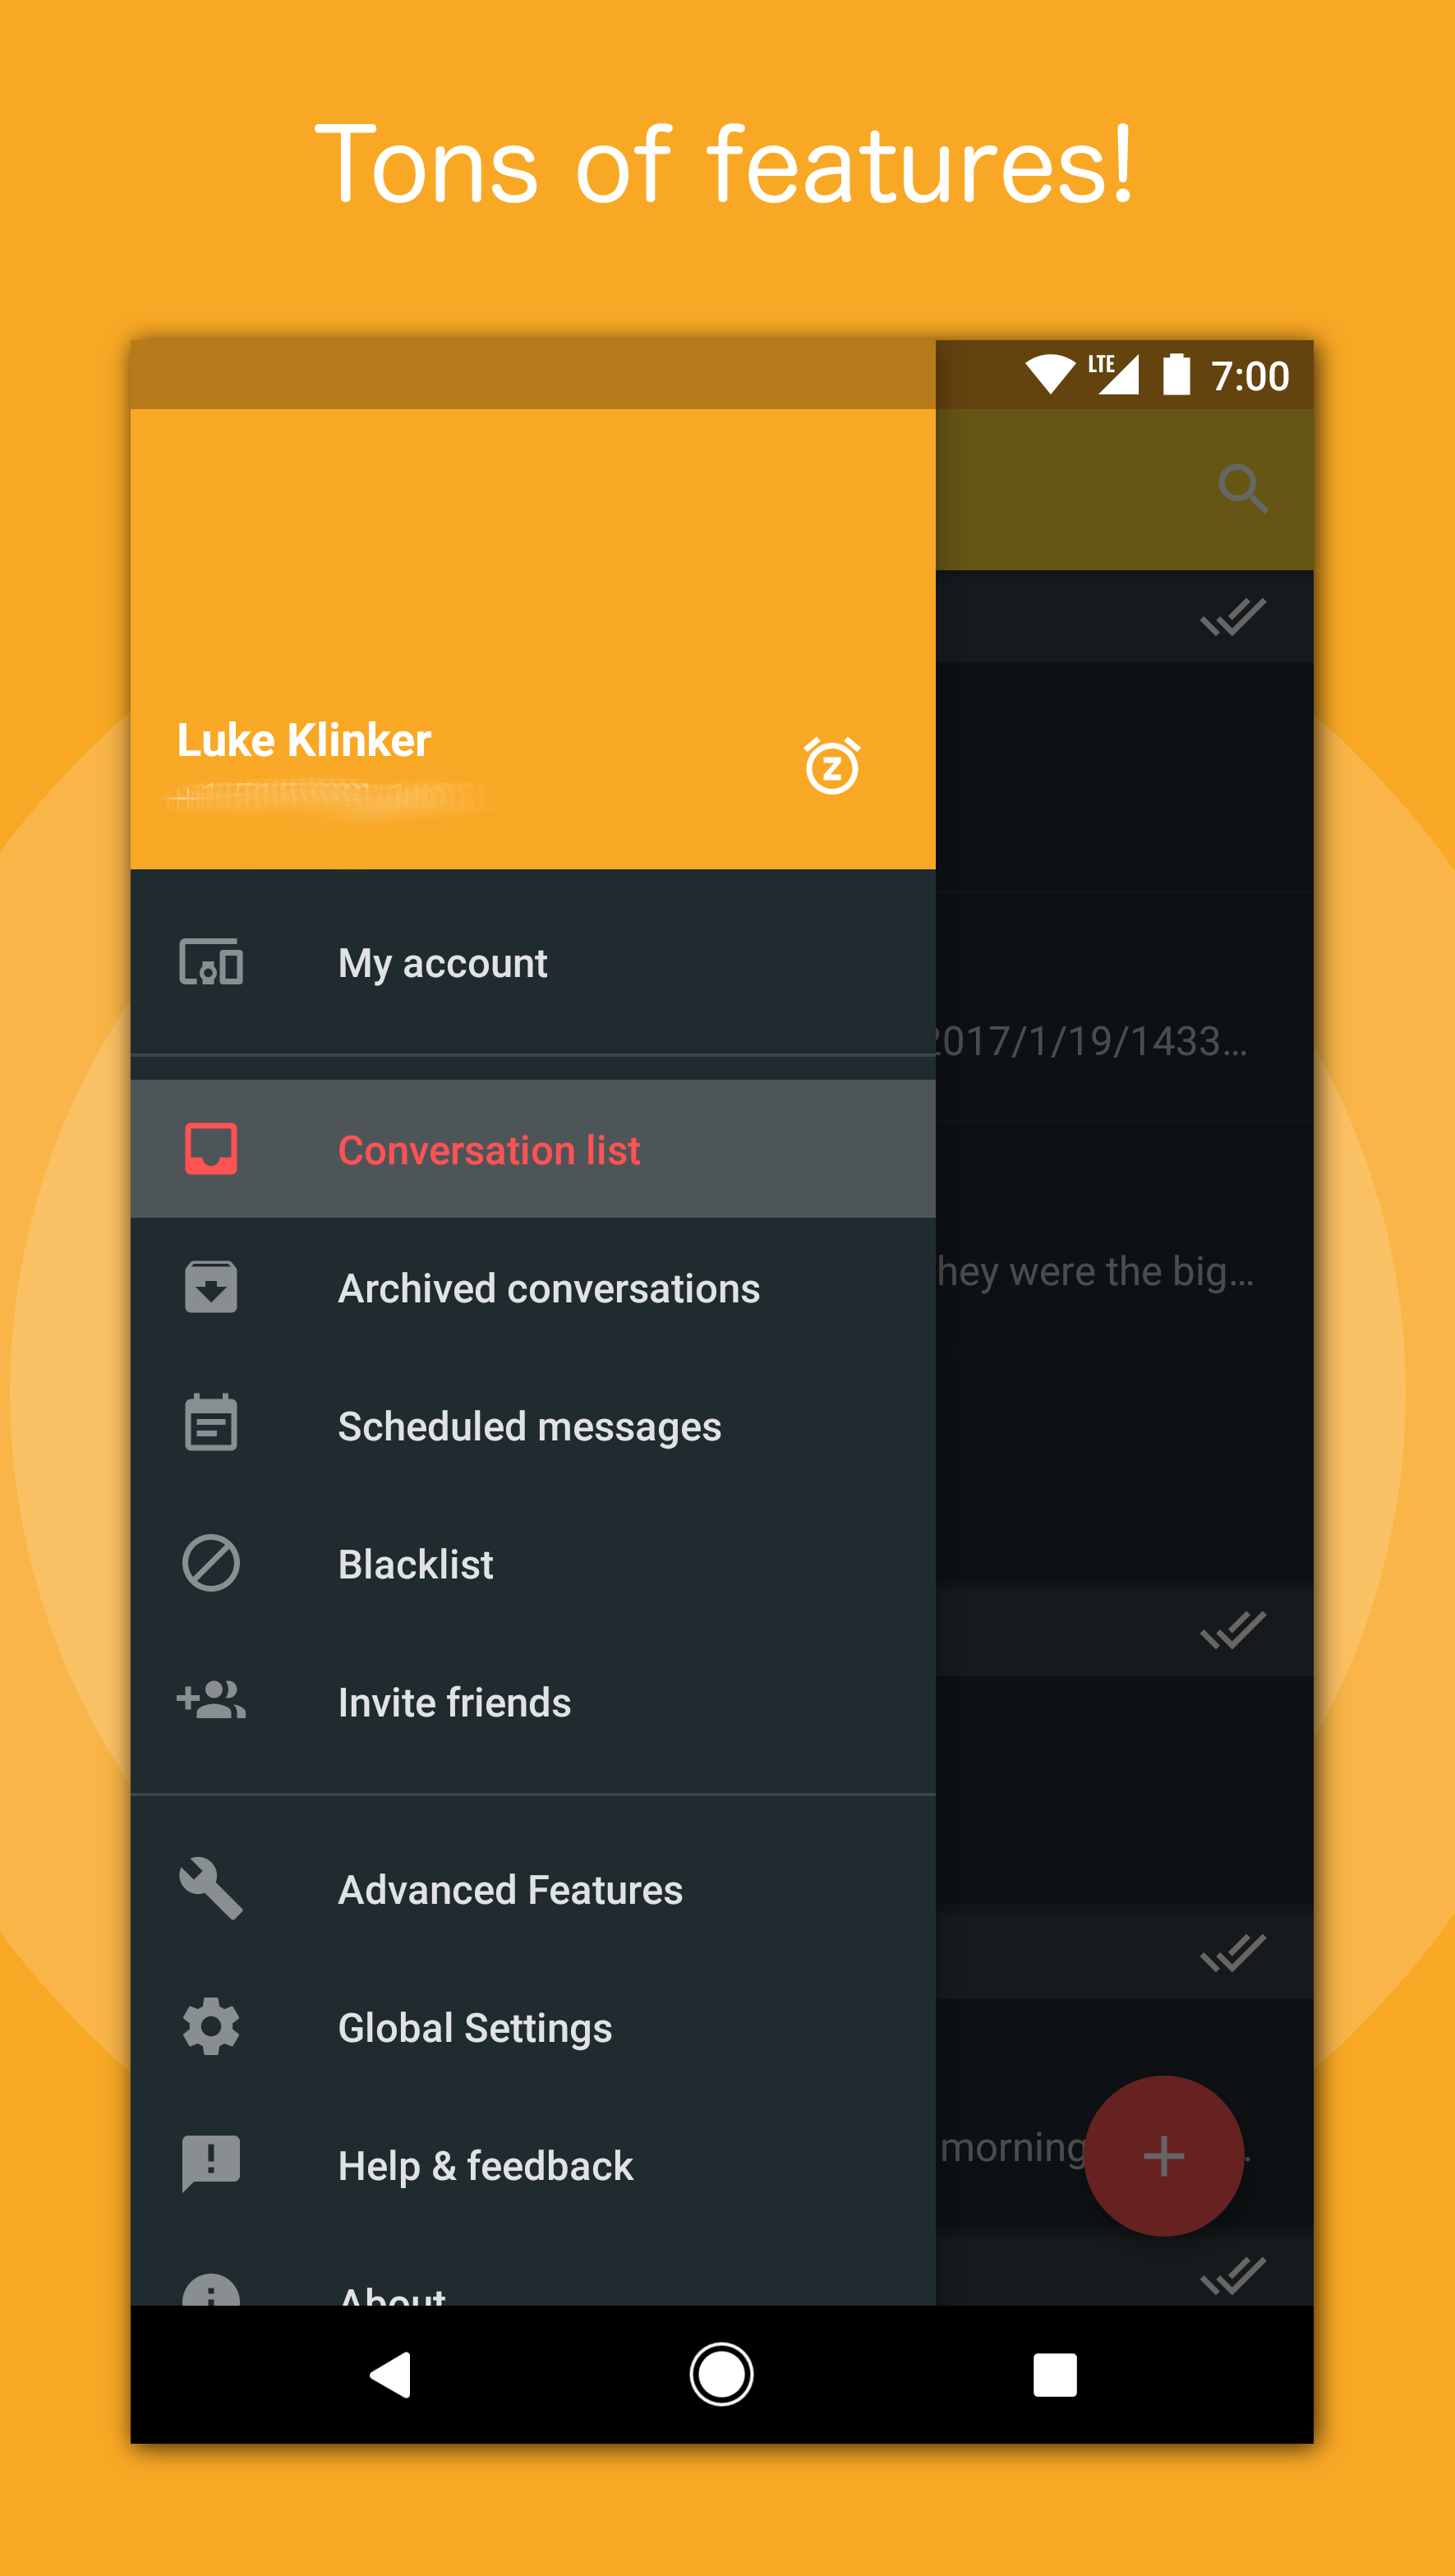 Tons of features!
LTE 7:00
Luke Klinker
My account
2017/1/19/1433...
Conversation list
hey were the big...
Archived conversations
Scheduled messages
Blacklist
Invite friends
Advanced Features
Global Settings
Help & feedback
morning
About